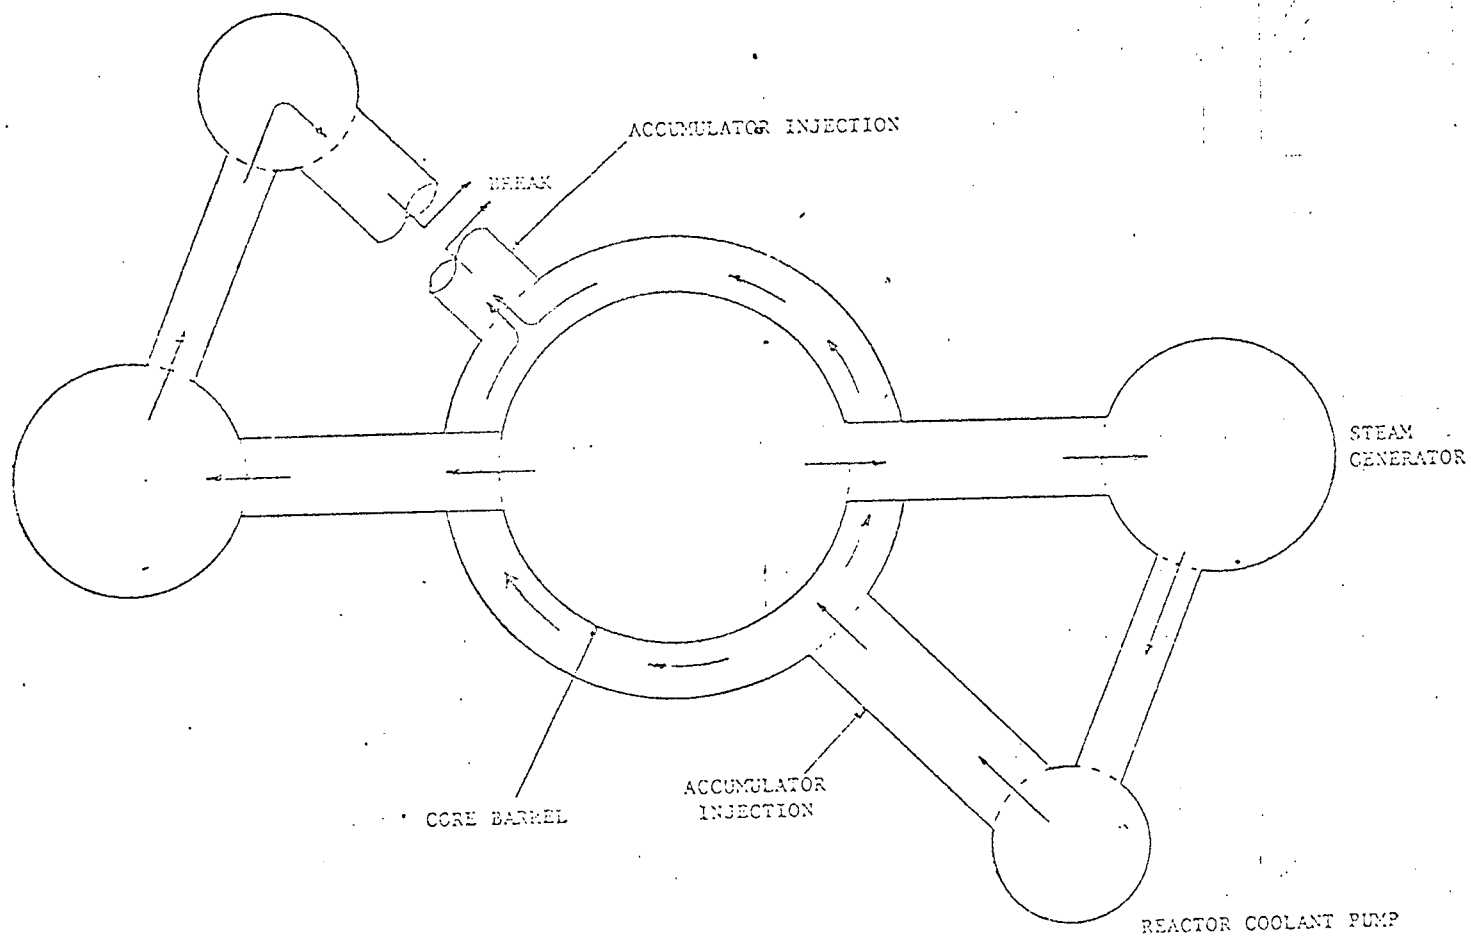 ACCUMULATOR INJECTION
BREAK
STEAM
GENERATOR
ACCUMULATOR
INJECTION
CORE BARREL
REACTOR COOLANT PUMP